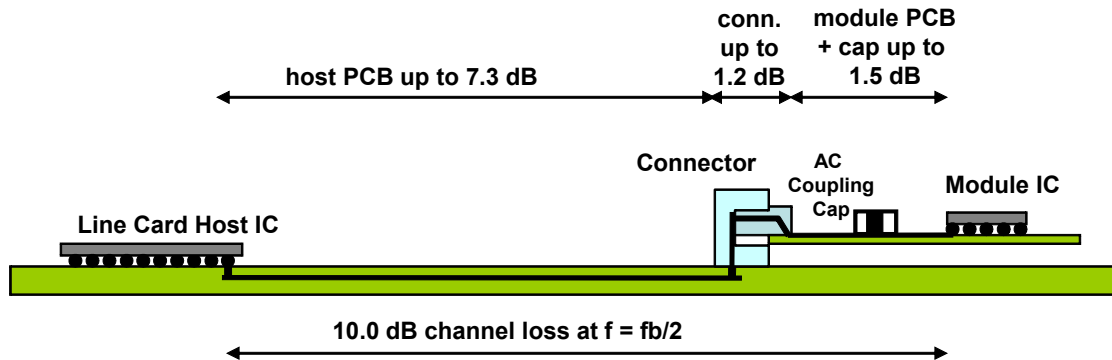 conn.
up to
1.2 dB
module PCB
+ cap up to
1.5 dB
host PCB up to 7.3 dB
Connector
AC
Coupling
Cap
Module IC
Line Card Host IC
10.0 dB channel loss at f = fb/2